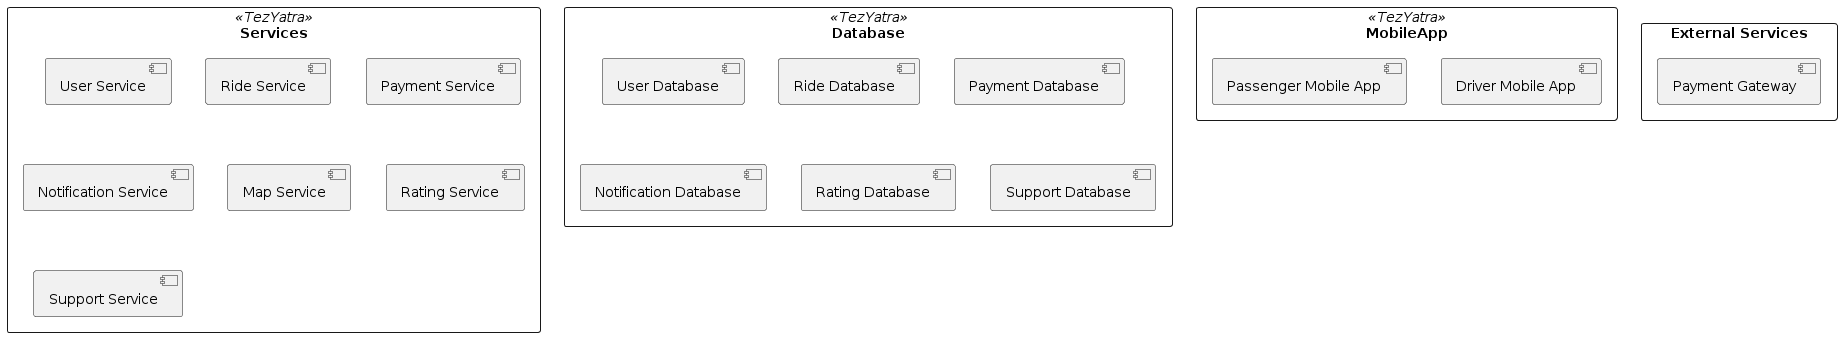 «TezYatra»
Services
User Service
Ride Service
Payment Service
Notification Service
Map Service
Rating Service
Support Service
«TezYatra»
Database
User Database
Ride Database
Payment Database
Notification Database
Rating Database
Support Database
«TezYatra»
MobileApp
Passenger Mobile App
Driver Mobile App
External Services
Payment Gateway